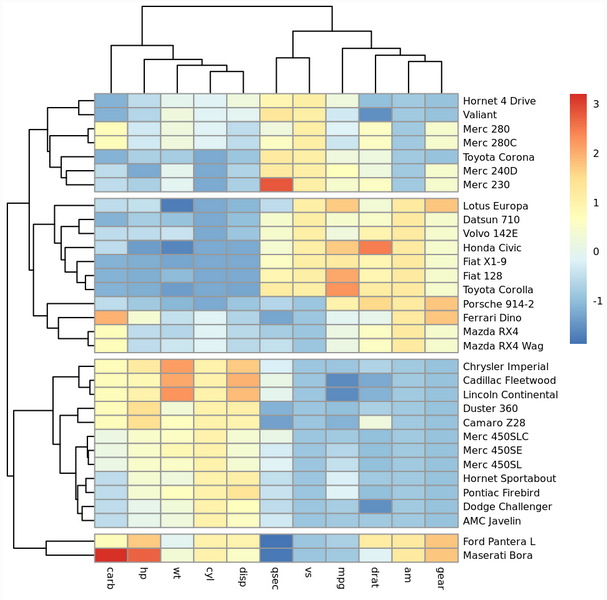 Hornet 4 Drive
Valiant
Merc 280
Merc 280C
Toyota Corona
Merc 240D
Merc 230
Lotus Europa
Datsun 710
Volvo 142E
Honda Civic
Fiat X1-9
Fiat 128
Toyota Corolla
Porsche 914-2
Ferrari Dino
Mazda RX4
Mazda RX4 Wag
Chrysler Imperial
Cadillac Fleetwood
Lincoln Continental
Duster 360
Camaro Z28
Merc 450SLC
Merc 450SE
Merc 450SL
Hornet Sportabout
Pontiac Firebird
Dodge Challenger
AMC Javelin
Ford Pantera L
Maserati Bora
carb hp wt cyl disp qsec vs mpg drat am gear
3
2
1
0
-1